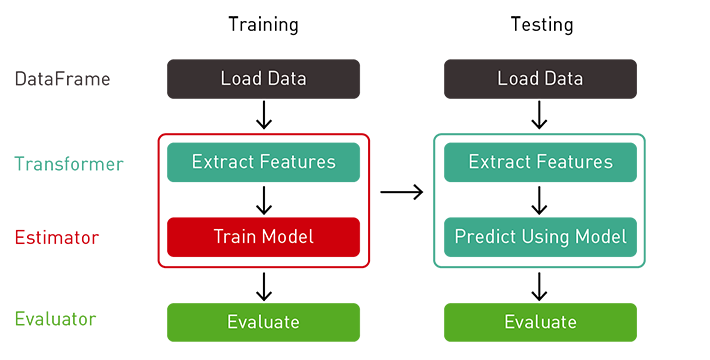 Training
Testing
DataFrame
Load Data
Load Data
Transformer
Extract Features
Extract Features
Estimator
Train Model
Predict Using Model
Evaluator
Evaluate
Evaluate